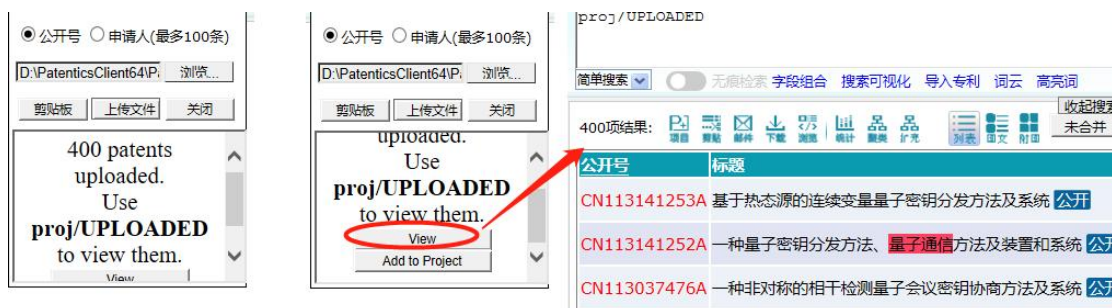 公开号 申请人(最多100条)
D:\PatenticsClient64\P 浏览...
剪贴板 上传文件 关闭
400 patents
uploaded.
Use
proj/UPLOADED
to view them.
View
公开号 申请人(最多100条)
D:\PatenticsClient64\P 浏览...
剪贴板 上传文件 关闭
uploaded.
Use
proj/UPLOADED
to view them.
View
Add to Project
proj/UPLOADED
简单搜索 无痕检索 字段组合 搜索可视化 导入专利 词云 高亮词
收起搜索
400项结果: 项目 剪贴 邮件 下载 浏览 统计 聚类 扩充 列表 图文 附图 未合并
公开号 标题
CN113141253A 基于热态源的连续变量量子密钥分发方法及系统 公开
CN113141252A 一种量子密钥分发方法、量子通信方法及装置和系统 公开
CN113037476A 一种非对称的相干检测量子会议密钥协商方法及系统 公开